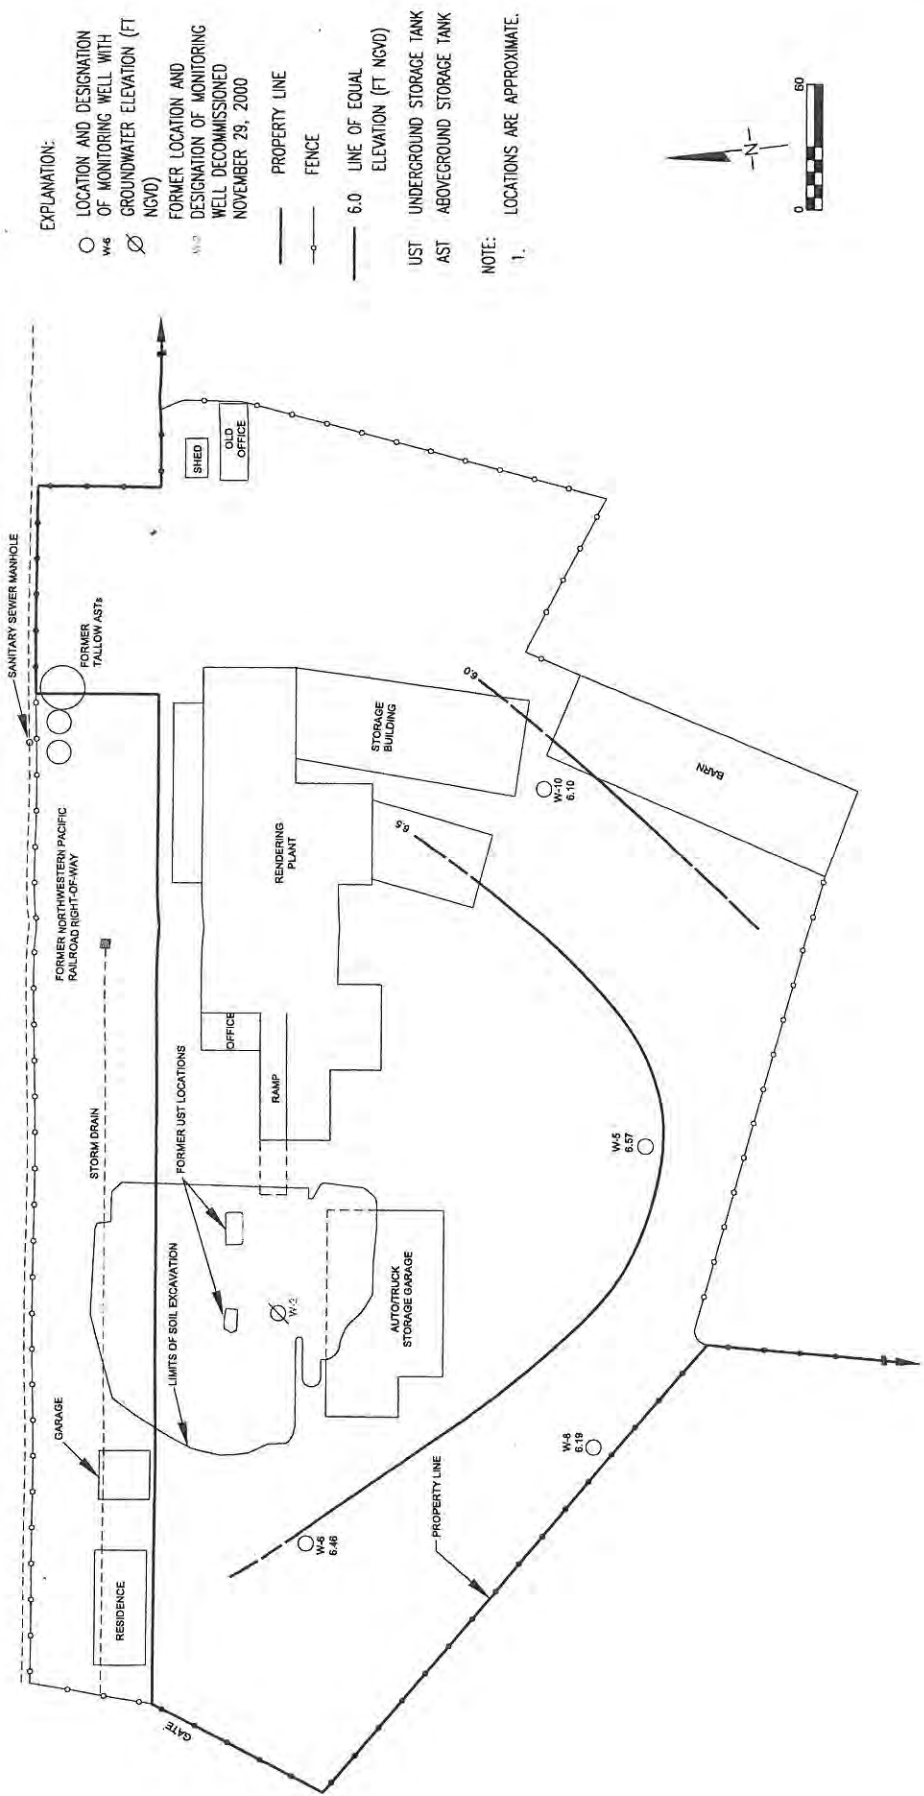 EXPLANATION:
W-6
LOCATION AND DESIGNATION
OF MONITORING WELL WITH
GROUNDWATER ELEVATION (FT
NGVD)
W-2
FORMER LOCATION AND
DESIGNATION OF MONITORING
WELL DECOMMISSIONED
NOVEMBER 29, 2000
PROPERTY LINE
FENCE
6.0 LINE OF EQUAL
ELEVATION (FT NGVD)
UST UNDERGROUND STORAGE TANK
AST ABOVEGROUND STORAGE TANK
NOTE:
1. LOCATIONS ARE APPROXIMATE.
N
0 60
SANITARY SEWER MANHOLE
SHED
OLD
OFFICE
FORMER
TALLOW ASTs
FORMER NORTHWESTERN PACIFIC
RAILROAD RIGHT-OF-WAY
STORAGE
BUILDING
6.0
BARN
W-10
6.10
RENDERING
PLANT
6.5
OFFICE
RAMP
STORM DRAIN
FORMER UST LOCATIONS
W-5
6.57
LIMITS OF SOIL EXCAVATION
W-2
AUTO/TRUCK
STORAGE GARAGE
GARAGE
W-8
6.19
W-6
6.46
PROPERTY LINE
RESIDENCE
GATE